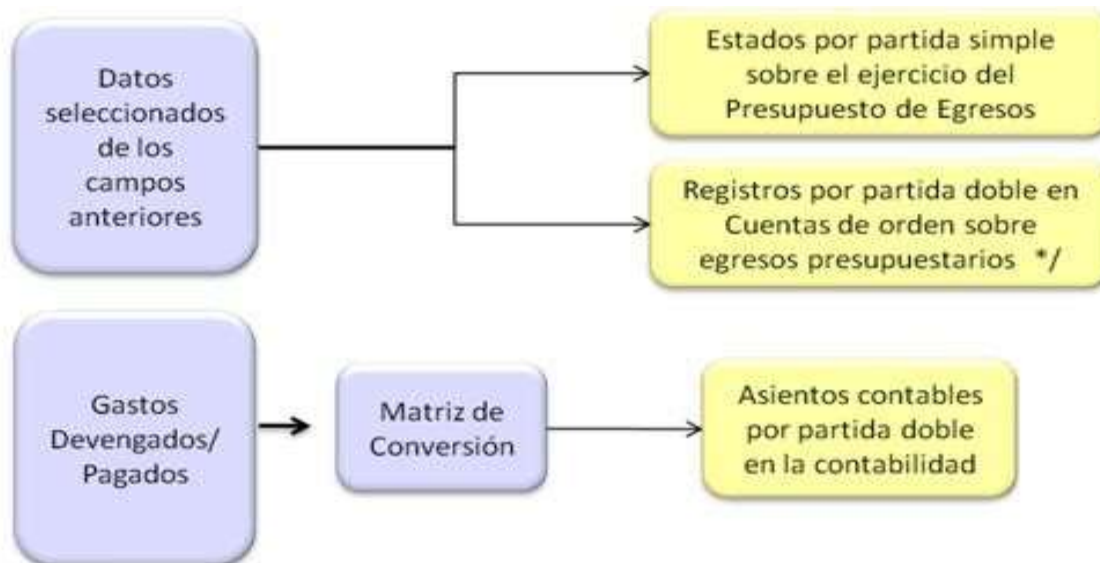 Datos
seleccionados
de los
campos
anteriores
Estados por partida simple
sobre el ejercicio del
Presupuesto de Egresos
Registros por partida doble en
Cuentas de orden sobre
egresos presupuestarios */
Gastos
Devengados/
Pagados
Matriz de
Conversión
Asientos contables
por partida doble
en la contabilidad